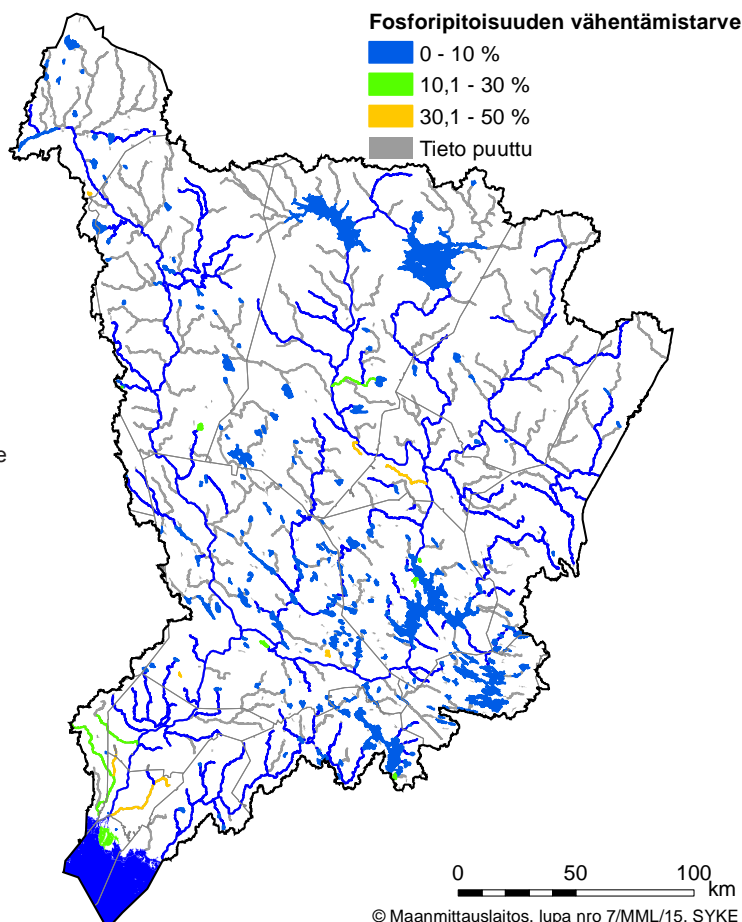 Fosforipitoisuuden vähentämistarve
0 - 10 %
10,1 - 30 %
30,1 - 50 %
Tieto puuttu
e
0 50 100
km
© Maanmittauslaitos, lupa nro 7/MML/15, SYKE